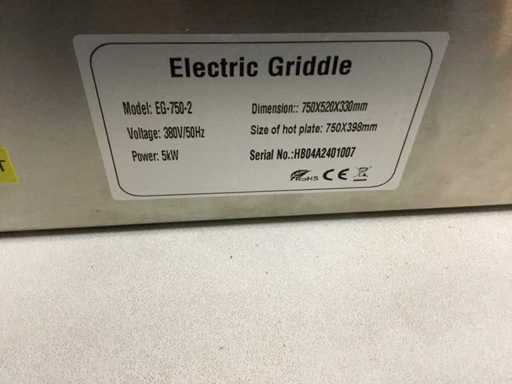 Electric Griddle
Model: EG-750-2
Dimension:: 750X520X330mm
Voltage: 380V/50Hz
Size of hot plate: 750X398mm
Power: 5kW
Serial No.:HB04A2401007
RoHS CE
T